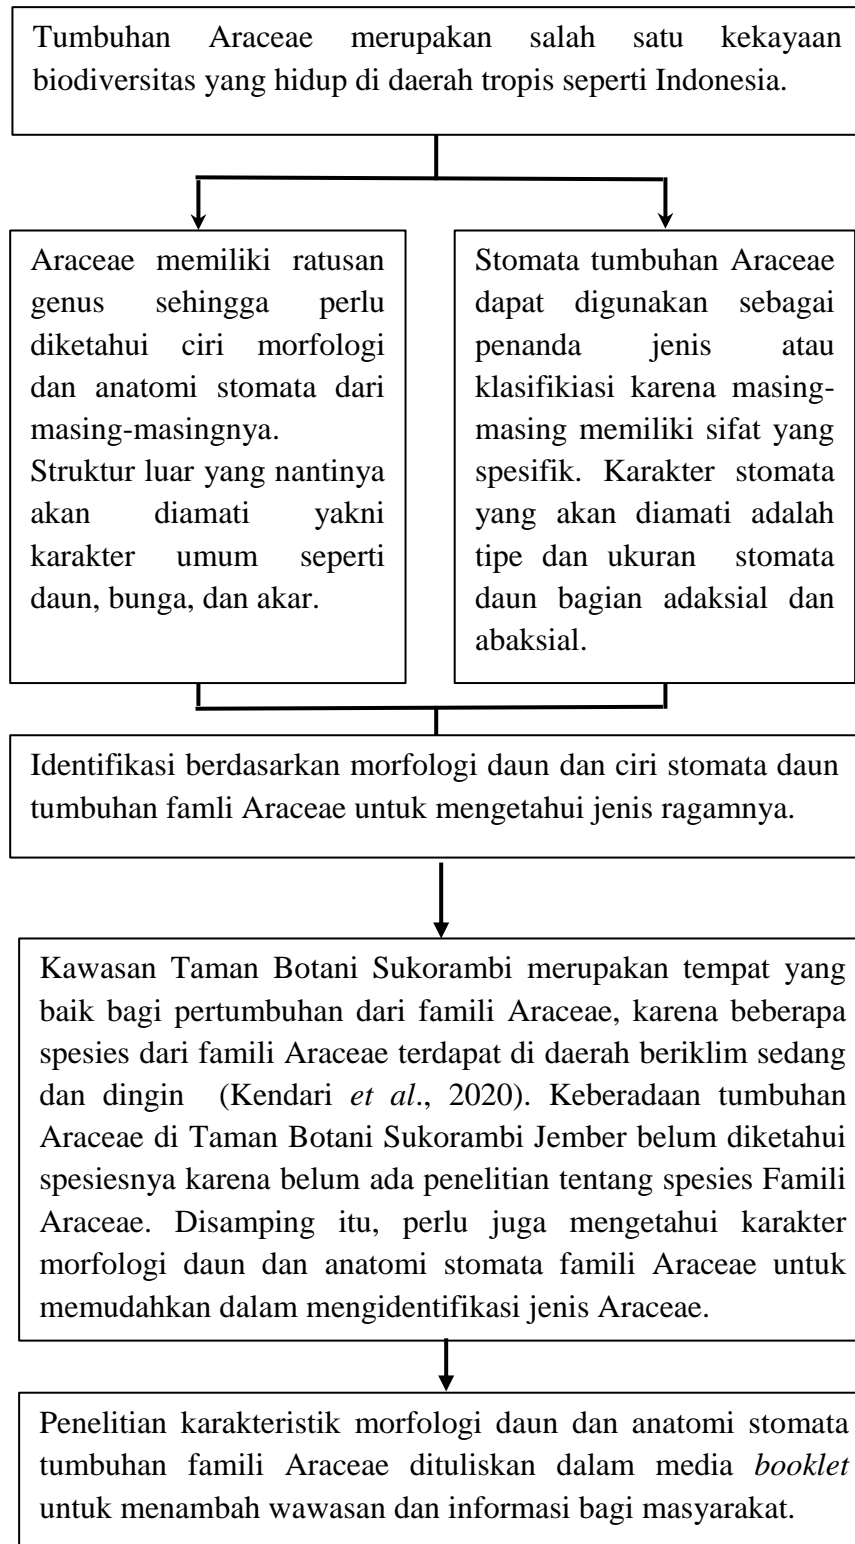 Tumbuhan Araceae merupakan salah satu kekayaan
biodiversitas yang hidup di daerah tropis seperti Indonesia.
Araceae memiliki ratusan
genus sehingga perlu
diketahui ciri morfologi
dan anatomi stomata dari
masing-masingnya.
Struktur luar yang nantinya
akan diamati yakni
karakter umum seperti
daun, bunga, dan akar.
Stomata tumbuhan Araceae
dapat digunakan sebagai
penanda jenis atau
klasifikiasi karena masing-
masing memiliki sifat yang
spesifik. Karakter stomata
yang akan diamati adalah
tipe dan ukuran stomata
daun bagian adaksial dan
abaksial.
Identifikasi berdasarkan morfologi daun dan ciri stomata daun
tumbuhan famli Araceae untuk mengetahui jenis ragamnya.
Kawasan Taman Botani Sukorambi merupakan tempat yang
baik bagi pertumbuhan dari famili Araceae, karena beberapa
spesies dari famili Araceae terdapat di daerah beriklim sedang
dan dingin (Kendari et al., 2020). Keberadaan tumbuhan
Araceae di Taman Botani Sukorambi Jember belum diketahui
spesiesnya karena belum ada penelitian tentang spesies Famili
Araceae. Disamping itu, perlu juga mengetahui karakter
morfologi daun dan anatomi stomata famili Araceae untuk
memudahkan dalam mengidentifikasi jenis Araceae.
Penelitian karakteristik morfologi daun dan anatomi stomata
tumbuhan famili Araceae dituliskan dalam media booklet
untuk menambah wawasan dan informasi bagi masyarakat.